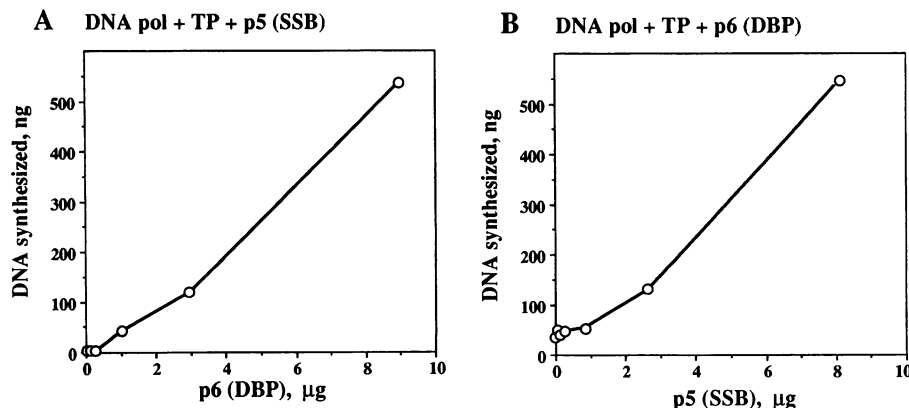 A DNA pol + TP + p5 (SSB)
DNA synthesized, ng
500
400
300
200
100
0
0 2 4 6 8 10
p6 (DBP), μg
B DNA pol + TP + p6 (DBP)
DNA synthesized, ng
500
400
300
200
100
0
0 2 4 6 8 10
p5 (SSB), μg